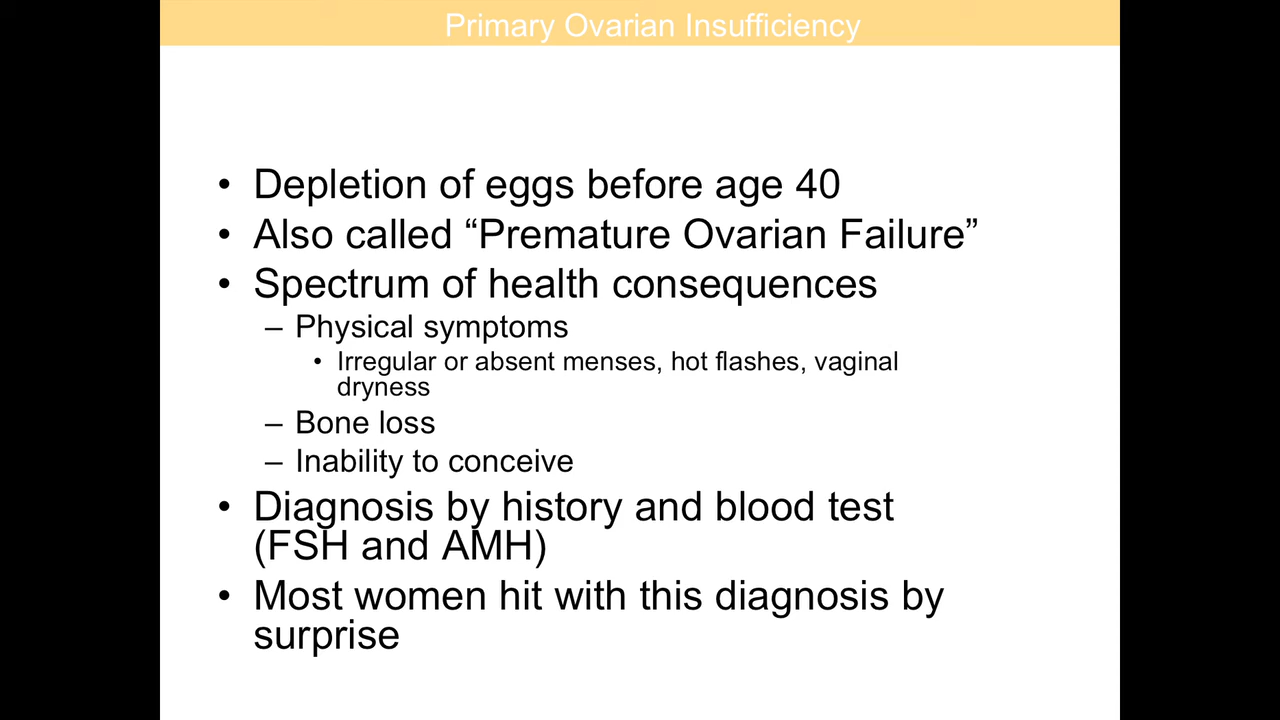 Primary Ovarian Insufficiency
• Depletion of eggs before age 40
• Also called “Premature Ovarian Failure”
• Spectrum of health consequences
– Physical symptoms
• Irregular or absent menses, hot flashes, vaginal
dryness
– Bone loss
– Inability to conceive
• Diagnosis by history and blood test
(FSH and AMH)
• Most women hit with this diagnosis by
surprise